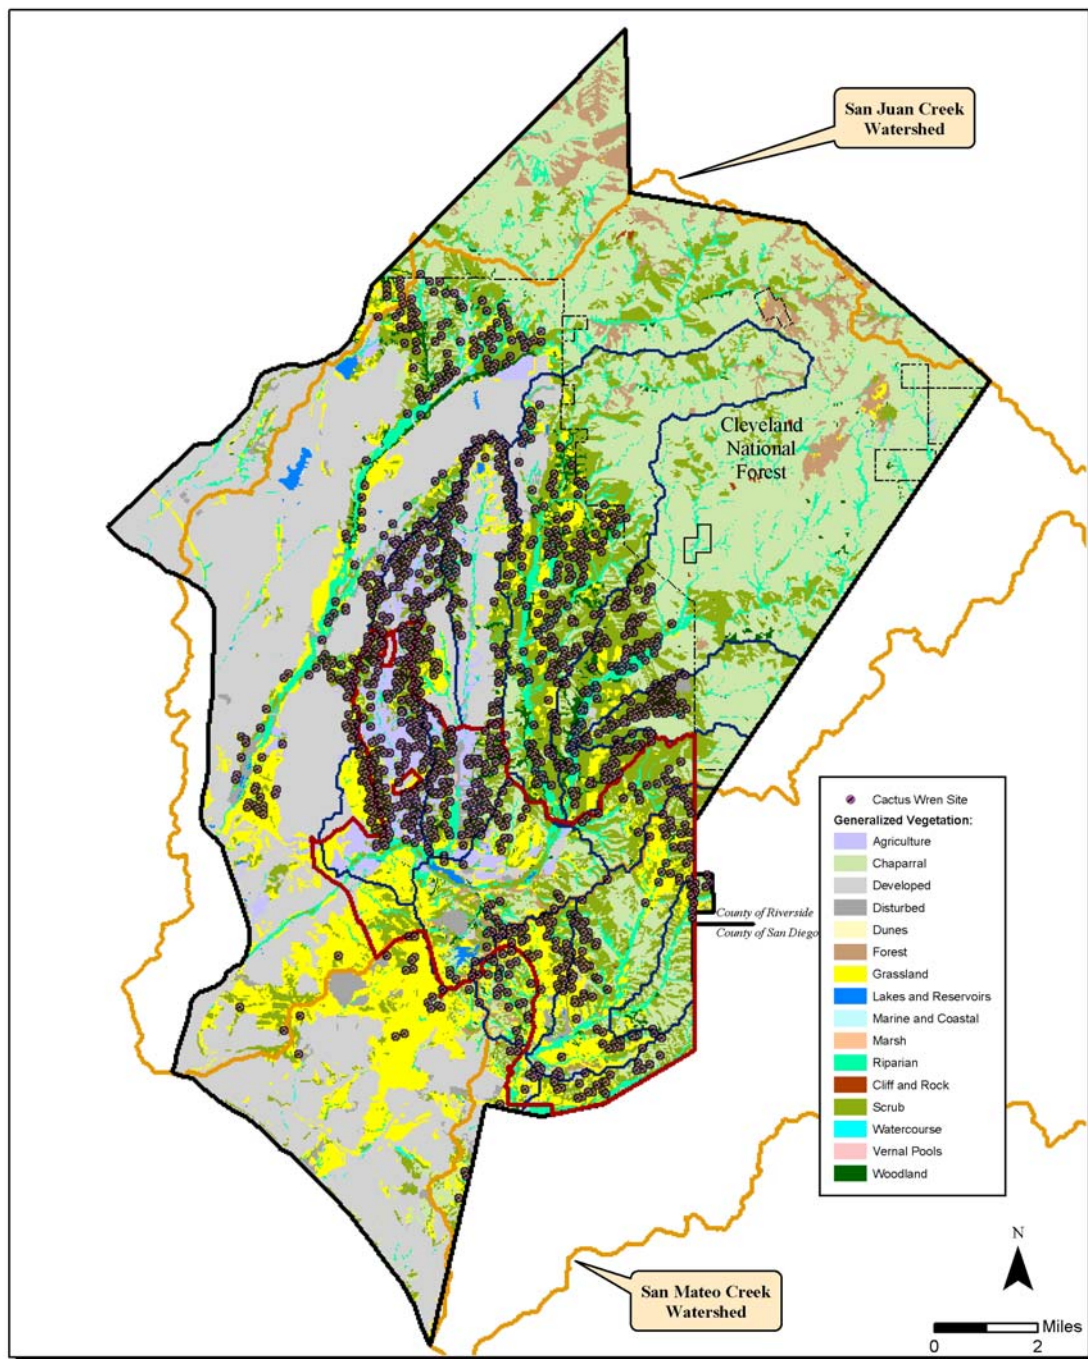 San Juan Creek
Watershed
Cleveland
National
Forest
Cactus Wren Site
Generalized Vegetation:
Agriculture
Chaparral
Developed
Disturbed
Dunes
Forest
Grassland
Lakes and Reservoirs
Marine and Coastal
Marsh
Riparian
Cliff and Rock
Scrub
Watercourse
Vernal Pools
Woodland
County of Riverside
County of San Diego
San Mateo Creek
Watershed
N
Miles
0 2